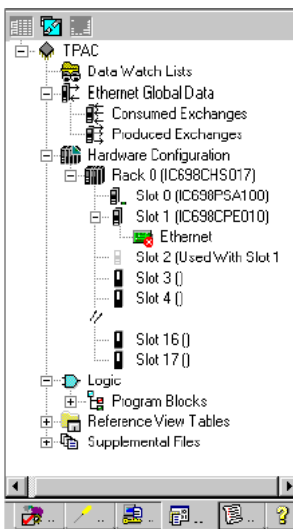 TPAC
Data Watch Lists
Ethernet Global Data
Consumed Exchanges
Produced Exchanges
Hardware Configuration
Rack 0 (IC698CHS017)
Slot 0 (IC698PSA100)
Slot 1 (IC698CPE010)
Ethernet
Slot 2 (Used With Slot 1
Slot 3 ()
Slot 4 ()
Slot 16 ()
Slot 17 ()
Logic
Program Blocks
Reference View Tables
Supplemental Files